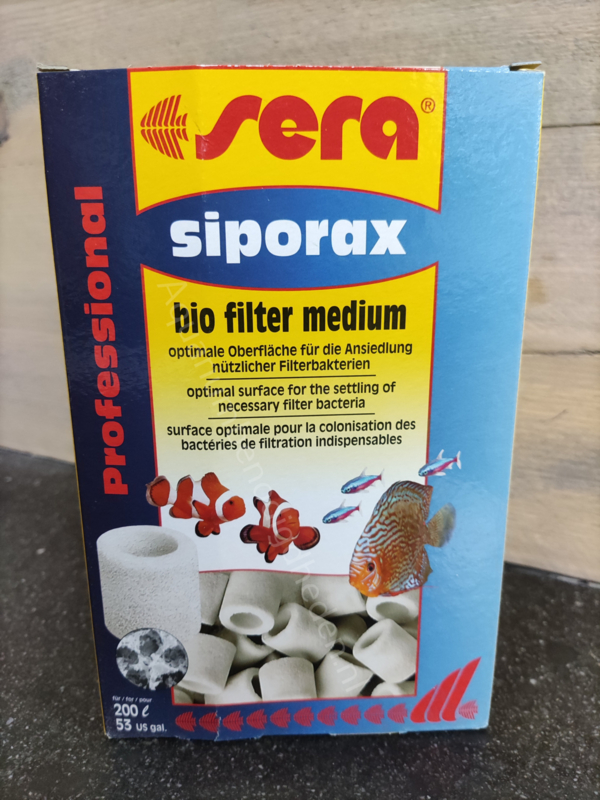 sera®
siporax
Professional
bio filter medium
optimale Oberfläche für die Ansiedlung
nützlicher Filterbakterien
optimal surface for the settling of
necessary filter bacteria
surface optimale pour la colonisation des
bactéries de filtration indispensables
für / for / pour
200 ℓ
53 US gal.